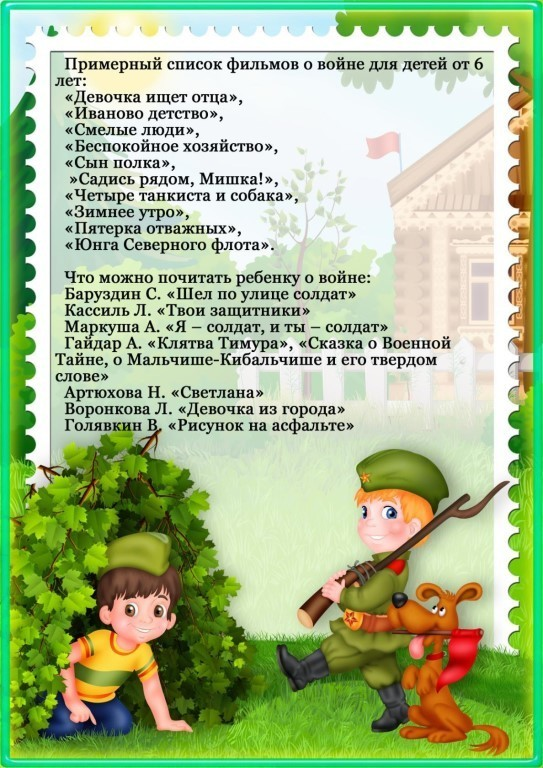 Примерный список фильмов о войне для детей от 6
лет:
«Девочка ищет отца»,
«Иваново детство»,
«Смелые люди»,
«Беспокойное хозяйство»,
«Сын полка»,
»Садись рядом, Мишка!»,
«Четыре танкиста и собака»,
«Зимнее утро»,
«Пятерка отважных»,
«Юнга Северного флота».
Что можно почитать ребенку о войне:
Баруздин С. «Шел по улице солдат»
Кассиль Л. «Твои защитники»
Маркуша А. «Я – солдат, и ты – солдат»
Гайдар А. «Клятва Тимура», «Сказка о Военной
Тайне, о Мальчише-Кибальчише и его твердом
слове»
Артюхова Н. «Светлана»
Воронкова Л. «Девочка из города»
Голявкин В. «Рисунок на асфальте»